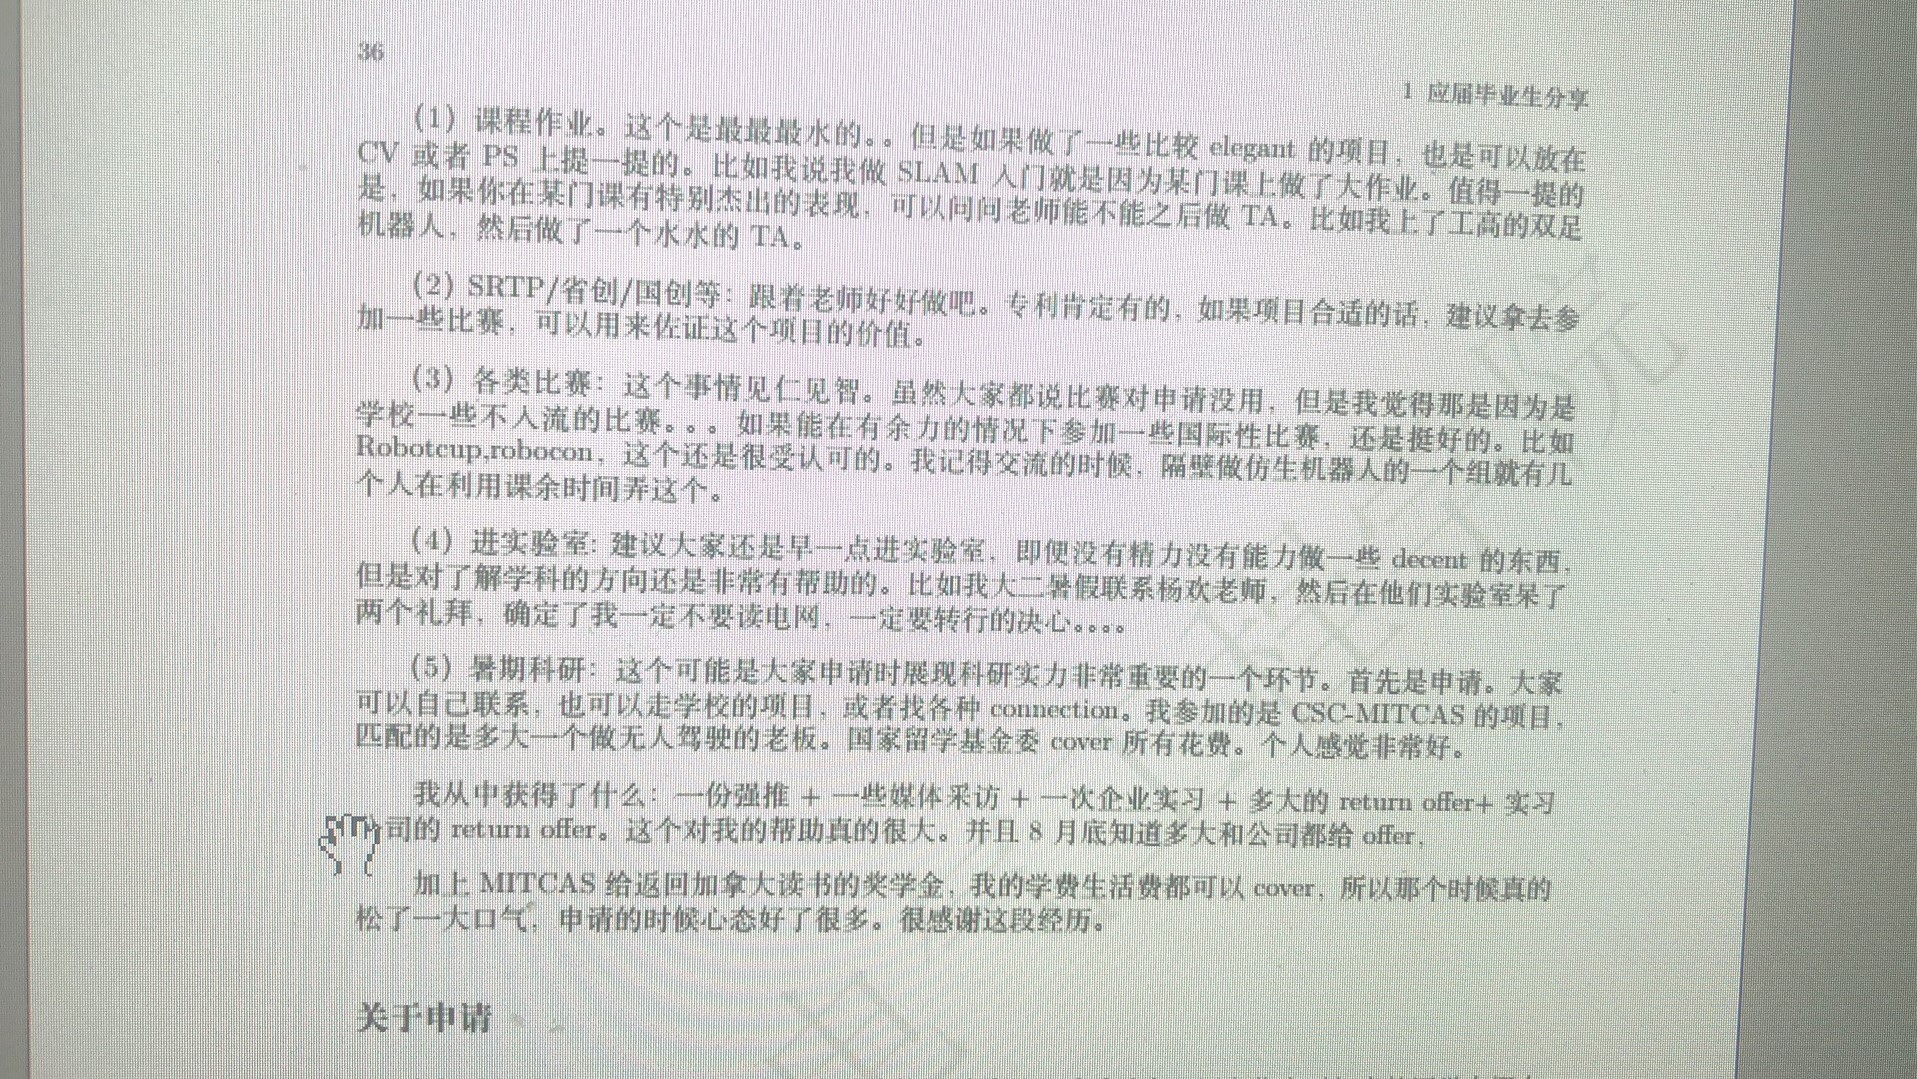 36
1 应届毕业生分享
(1) 课程作业。这个是最最最水的。。但是如果做了一些比较 elegant 的项目，也是可以放在
CV 或者 PS 上提一提的。比如我说我做 SLAM 入门就是因为某门课上做了大作业。值得一提的
是，如果你在某门课有特别杰出的表现，可以问问老师能不能之后做 TA。比如我上了工高的双足
机器人，然后做了一个水水的 TA。
(2) SRTP/省创/国创等：跟着老师好好做吧。专利肯定有的，如果项目合适的话，建议拿去参
加一些比赛，可以用来佐证这个项目的价值。
(3) 各类比赛：这个事情见仁见智。虽然大家都说比赛对申请没用，但是我觉得那是因为是
学校一些不入流的比赛。。。如果能在有余力的情况下参加一些国际性比赛，还是挺好的。比如
Robotcup,robocon，这个还是很受认可的。我记得交流的时候，隔壁做仿生机器人的一个组就有几
个人在利用课余时间弄这个。
(4) 进实验室: 建议大家还是早一点进实验室，即便没有精力没有能力做一些 decent 的东西，
但是对了解学科的方向还是非常有帮助的。比如我大二暑假联系杨欢老师，然后在他们实验室呆了
两个礼拜，确定了我一定不要读电网，一定要转行的决心。。。。
(5) 暑期科研：这个可能是大家申请时展现科研实力非常重要的一个环节。首先是申请。大家
可以自己联系，也可以走学校的项目，或者找各种 connection。我参加的是 CSC-MITCAS 的项目，
匹配的是多大一个做无人驾驶的老板。国家留学基金委 cover 所有花费。个人感觉非常好。
我从中获得了什么：一份强推 + 一些媒体采访 + 一次企业实习 + 多大的 return offer+ 实习
司的 return offer。这个对我的帮助真的很大。并且 8 月底知道多大和公司都给 offer，
加上 MITCAS 给返回加拿大读书的奖学金，我的学费生活费都可以 cover，所以那个时候真的
松了一大口气，申请的时候心态好了很多。很感谢这段经历。
关于申请